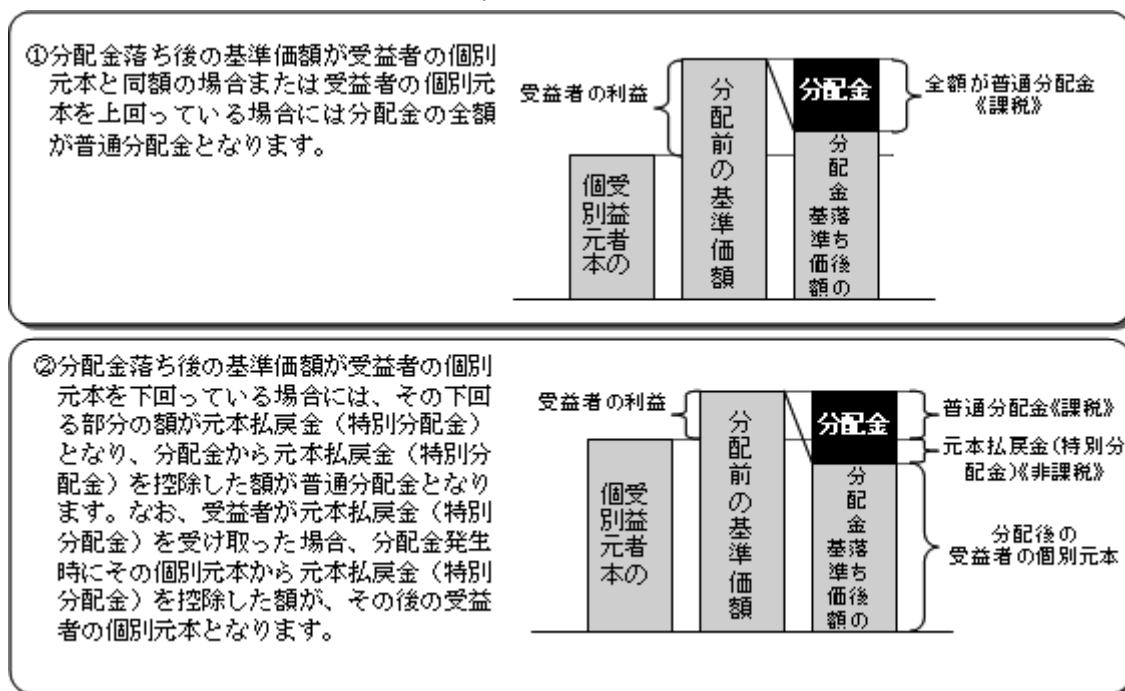 ①分配金落ち後の基準価額が受益者の個別
元本と同額の場合または受益者の個別元
本を上回っている場合には分配金の全額
が普通分配金となります。
受益者の利益
受益者の
個別元本
分配前の基準価額
分配金
分配金落ち後の
基準価額
全額が普通分配金
《課税》
②分配金落ち後の基準価額が受益者の個別
元本を下回っている場合には、その下回
る部分の額が元本払戻金（特別分配金）
となり、分配金から元本払戻金（特別分
配金）を控除した額が普通分配金となり
ます。なお、受益者が元本払戻金（特別
分配金）を受け取った場合、分配金発生
時にその個別元本から元本払戻金（特別
分配金）を控除した額が、その後の受益
者の個別元本となります。
受益者の利益
受益者の
個別元本
分配前の基準価額
分配金
分配金落ち後の
基準価額
普通分配金《課税》
元本払戻金(特別分
配金)《非課税》
分配後の
受益者の個別元本